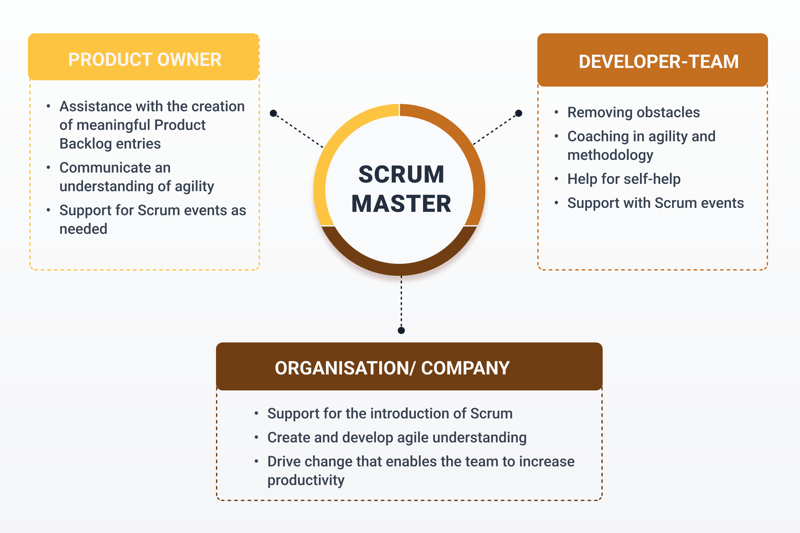 PRODUCT OWNER
• Assistance with the creation
of meaningful Product
Backlog entries
• Communicate an
understanding of agility
• Support for Scrum events as
needed
SCRUM
MASTER
DEVELOPER-TEAM
• Removing obstacles
• Coaching in agility and
methodology
• Help for self-help
• Support with Scrum events
ORGANISATION/ COMPANY
• Support for the introduction of Scrum
• Create and develop agile understanding
• Drive change that enables the team to increase
productivity